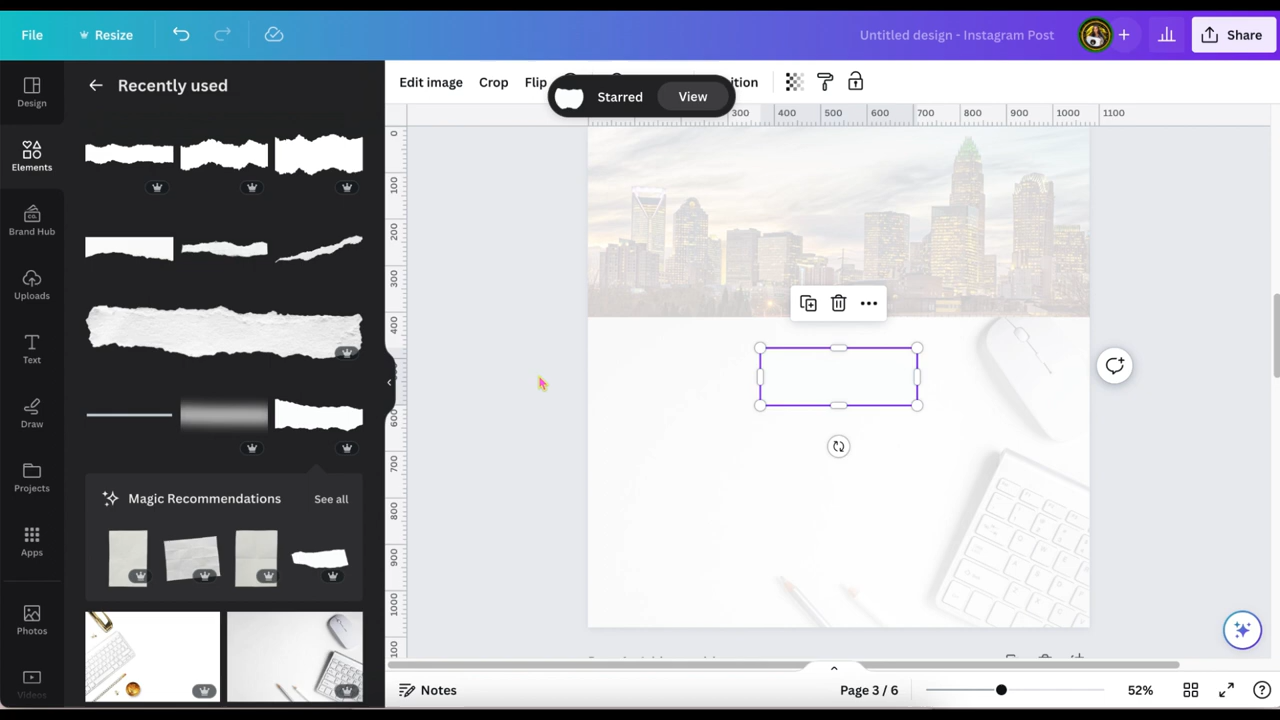 File
Resize
Untitled design - Instagram Post
Share
Design
Elements
Brand Hub
Uploads
Text
Draw
Projects
Apps
Photos
Videos
Recently used
Magic Recommendations
See all
Edit image
Crop
Flip
ition
Starred
View
300 400 500 600 700 800 900 1000 1100
0
100
200
300
400
600
700
800
900
1000
Notes
Page 3 / 6
52%